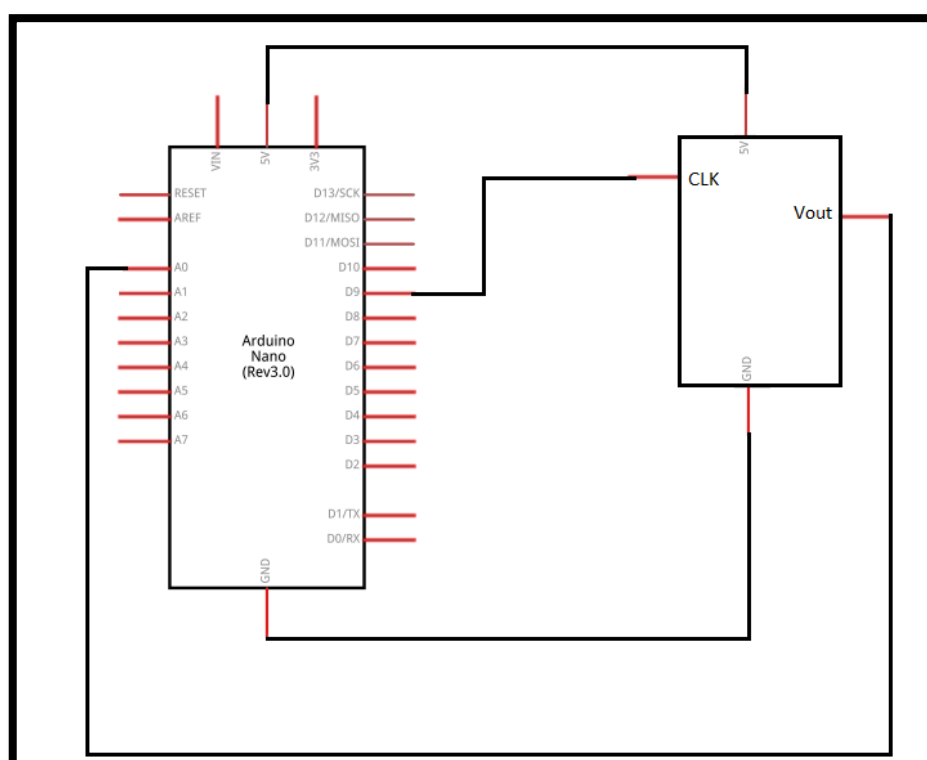 VIN
5V
3V3
5V
RESET
D13/SCK
CLK
AREF
D12/MISO
Vout
D11/MOSI
A0
D10
A1
D9
A2
D8
A3
D7
Arduino
Nano
(Rev3.0)
A4
D6
A5
D5
A6
D4
A7
D3
D2
D1/TX
D0/RX
GND
GND